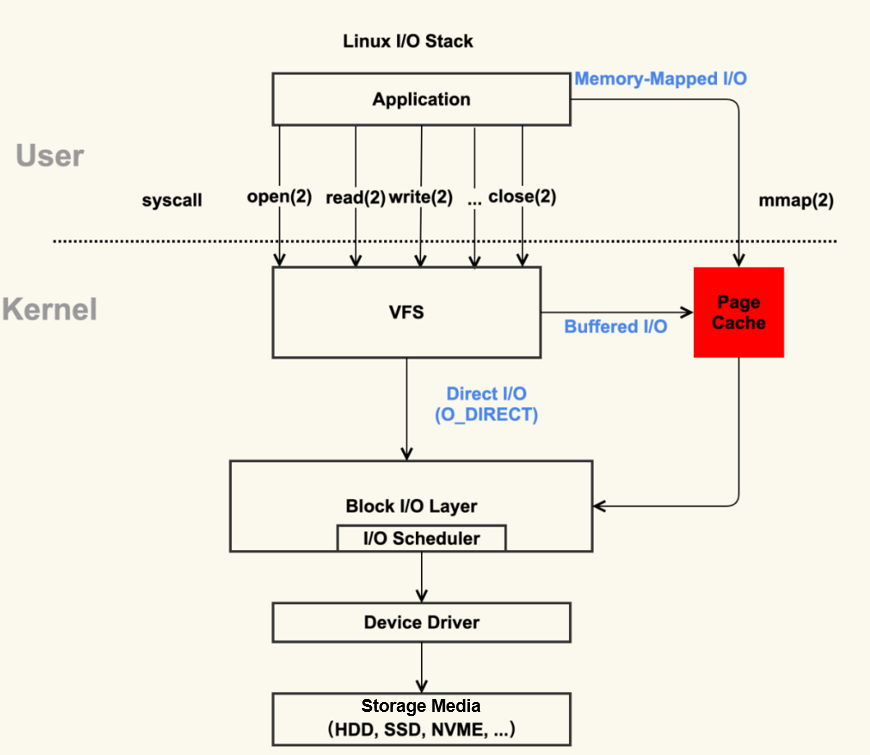 Linux I/O Stack
Memory-Mapped I/O
Application
User
syscall
open(2)
read(2)
write(2)
...
close(2)
mmap(2)
Kernel
VFS
Page
Cache
Buffered I/O
Direct I/O
(O_DIRECT)
Block I/O Layer
I/O Scheduler
Device Driver
Storage Media
(HDD, SSD, NVME, ...)